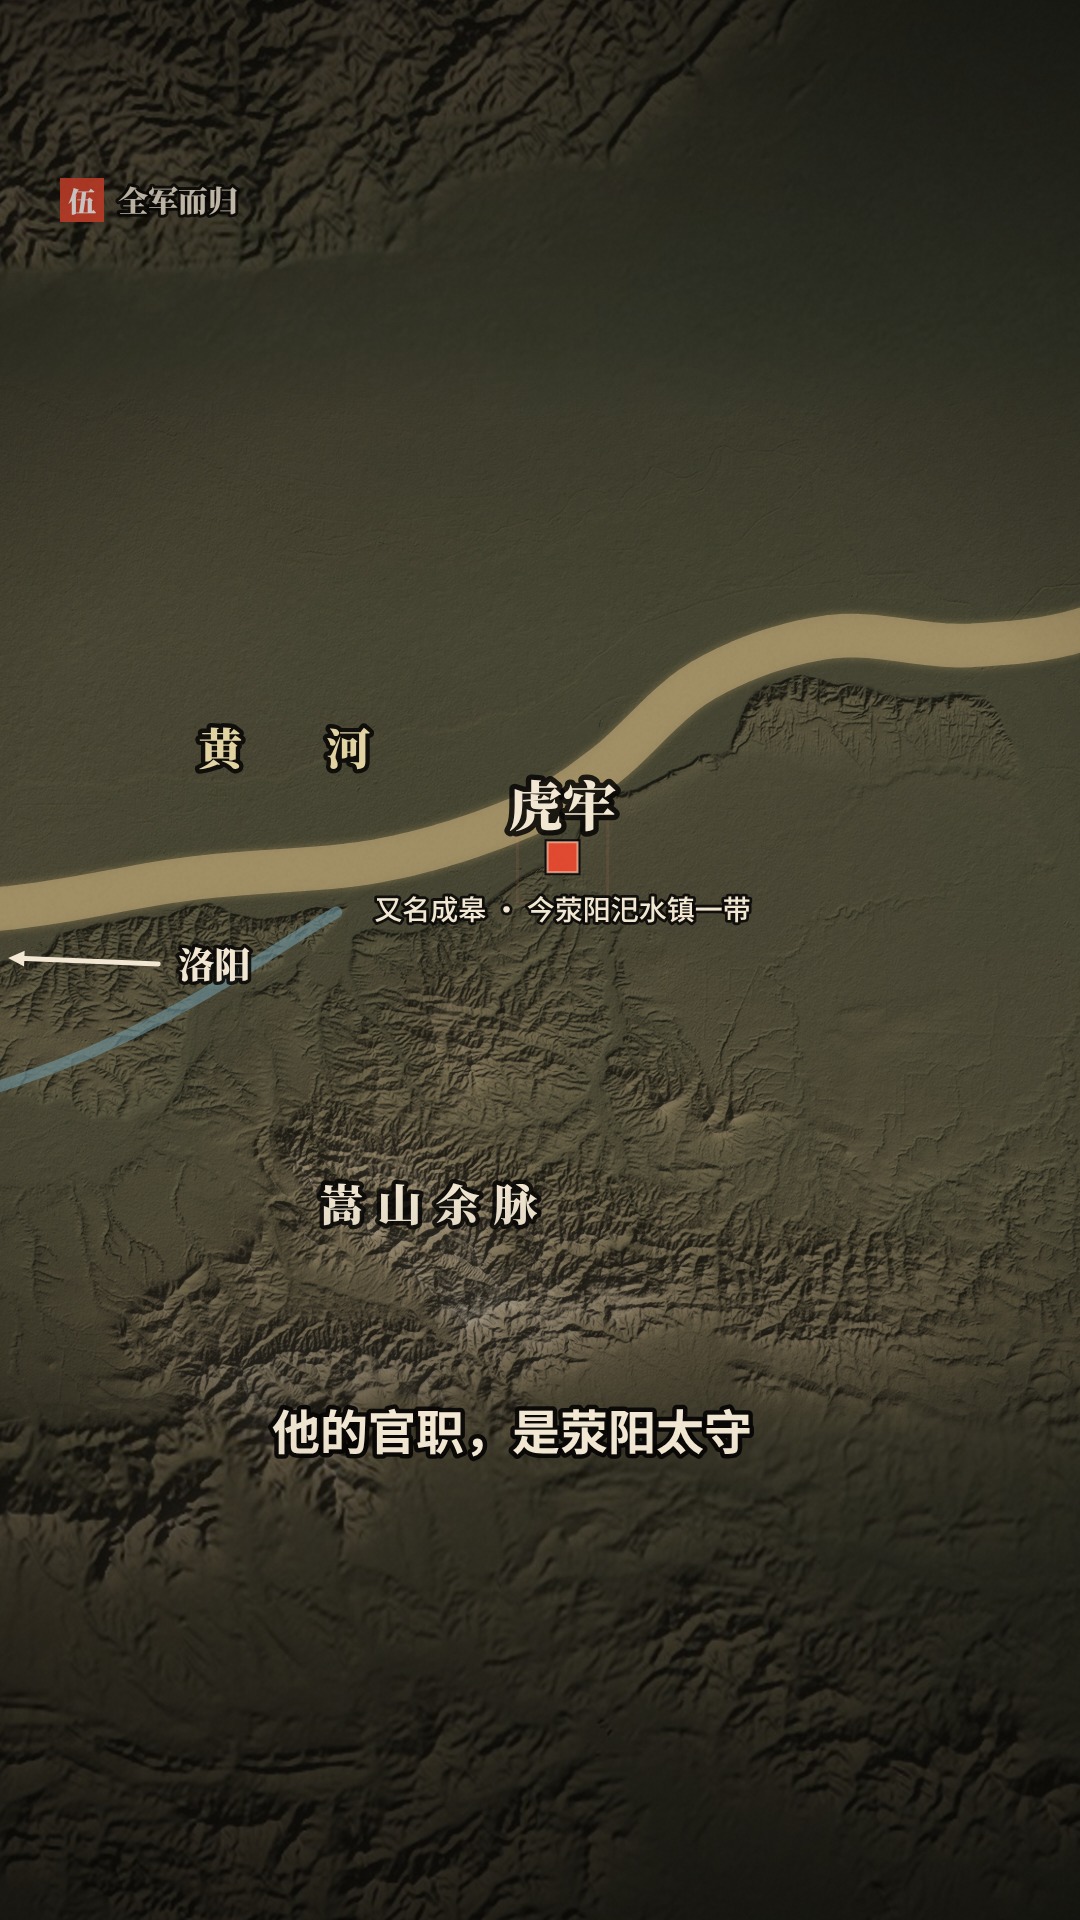 伍 全军而归
黄河
虎牢
又名成皋 · 今荥阳汜水镇一带
洛阳
嵩山余脉
他的官职，是荥阳太守